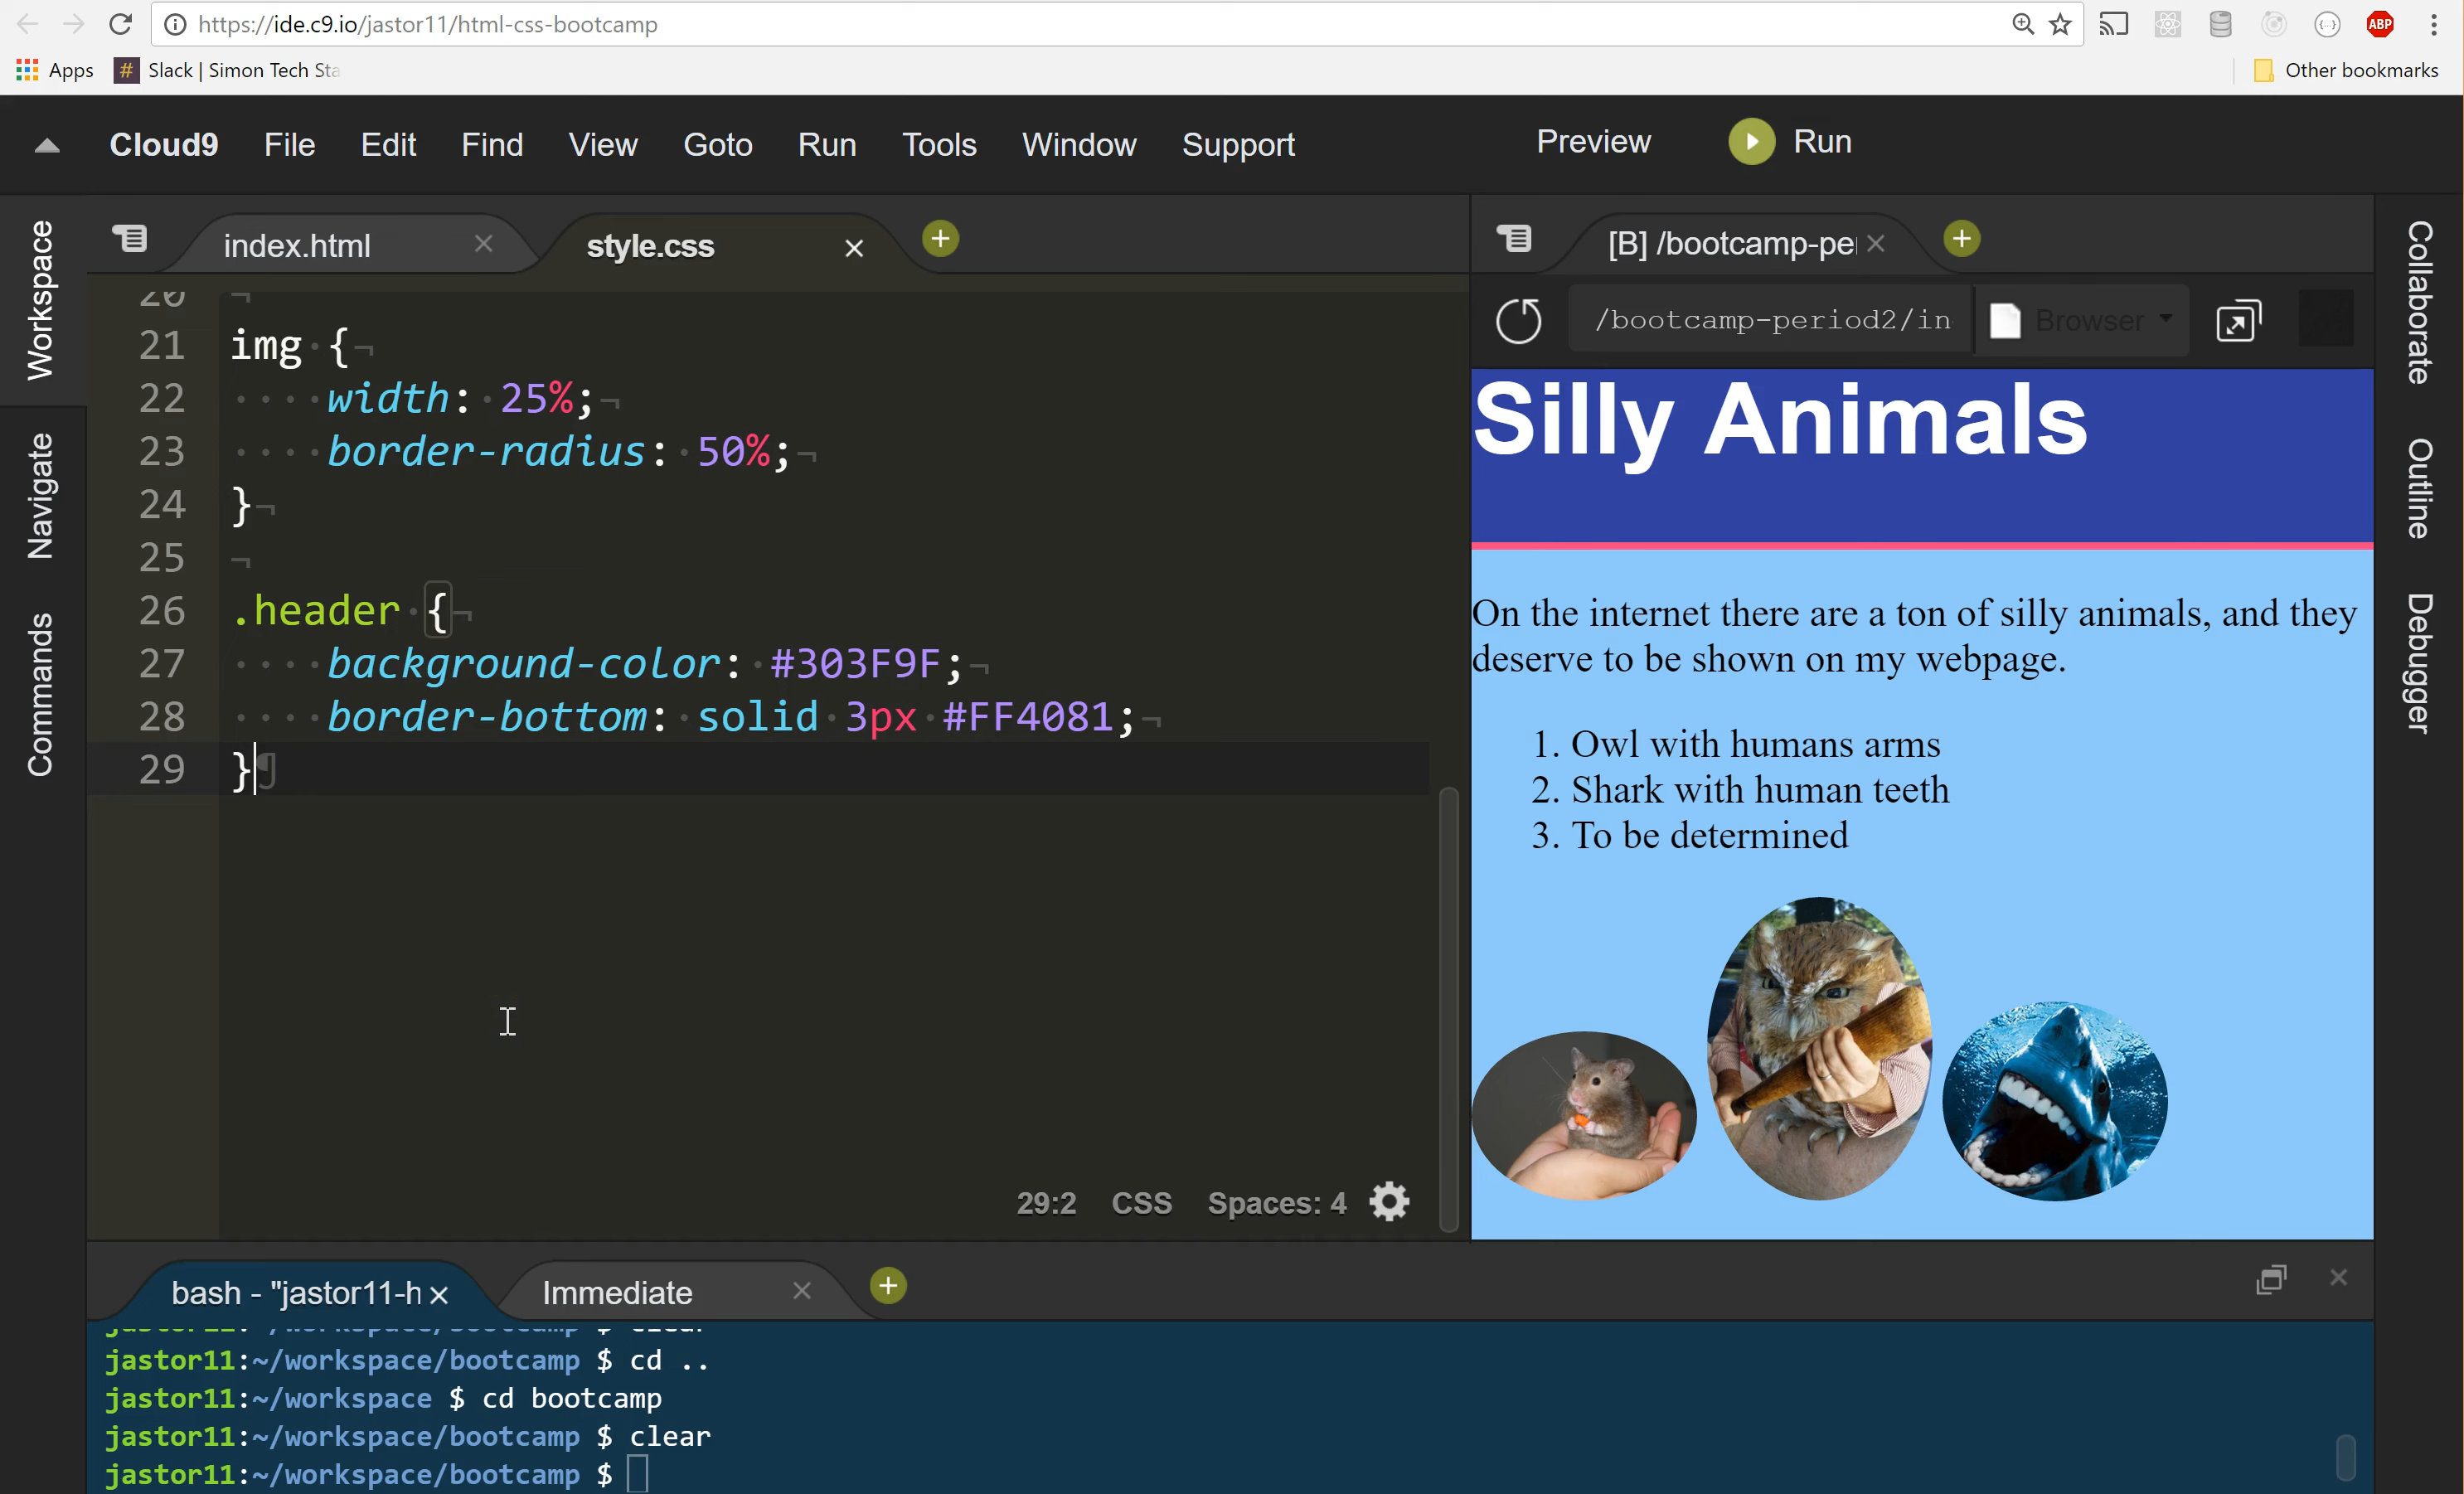 https://ide.c9.io/jastor11/html-css-bootcamp
ABP
Apps
# Slack | Simon Tech Sta
Other bookmarks
Cloud9 File Edit Find View Goto Run Tools Window Support Preview Run
Workspace
Navigate
Commands
index.html
style.css
20
21 img {
22 width: 25%;
23 border-radius: 50%;
24 }
25
26 .header {
27 background-color: #303F9F;
28 border-bottom: solid 3px #FF4081;
29 }
29:2 CSS Spaces: 4
[B] /bootcamp-pe
/bootcamp-period2/in
Browser
Silly Animals
On the internet there are a ton of silly animals, and they
deserve to be shown on my webpage.
1. Owl with humans arms
2. Shark with human teeth
3. To be determined
Collaborate
Outline
Debugger
bash - "jastor11-h
Immediate
jastor11:~/workspace/bootcamp $ clear
jastor11:~/workspace/bootcamp $ cd ..
jastor11:~/workspace $ cd bootcamp
jastor11:~/workspace/bootcamp $ clear
jastor11:~/workspace/bootcamp $